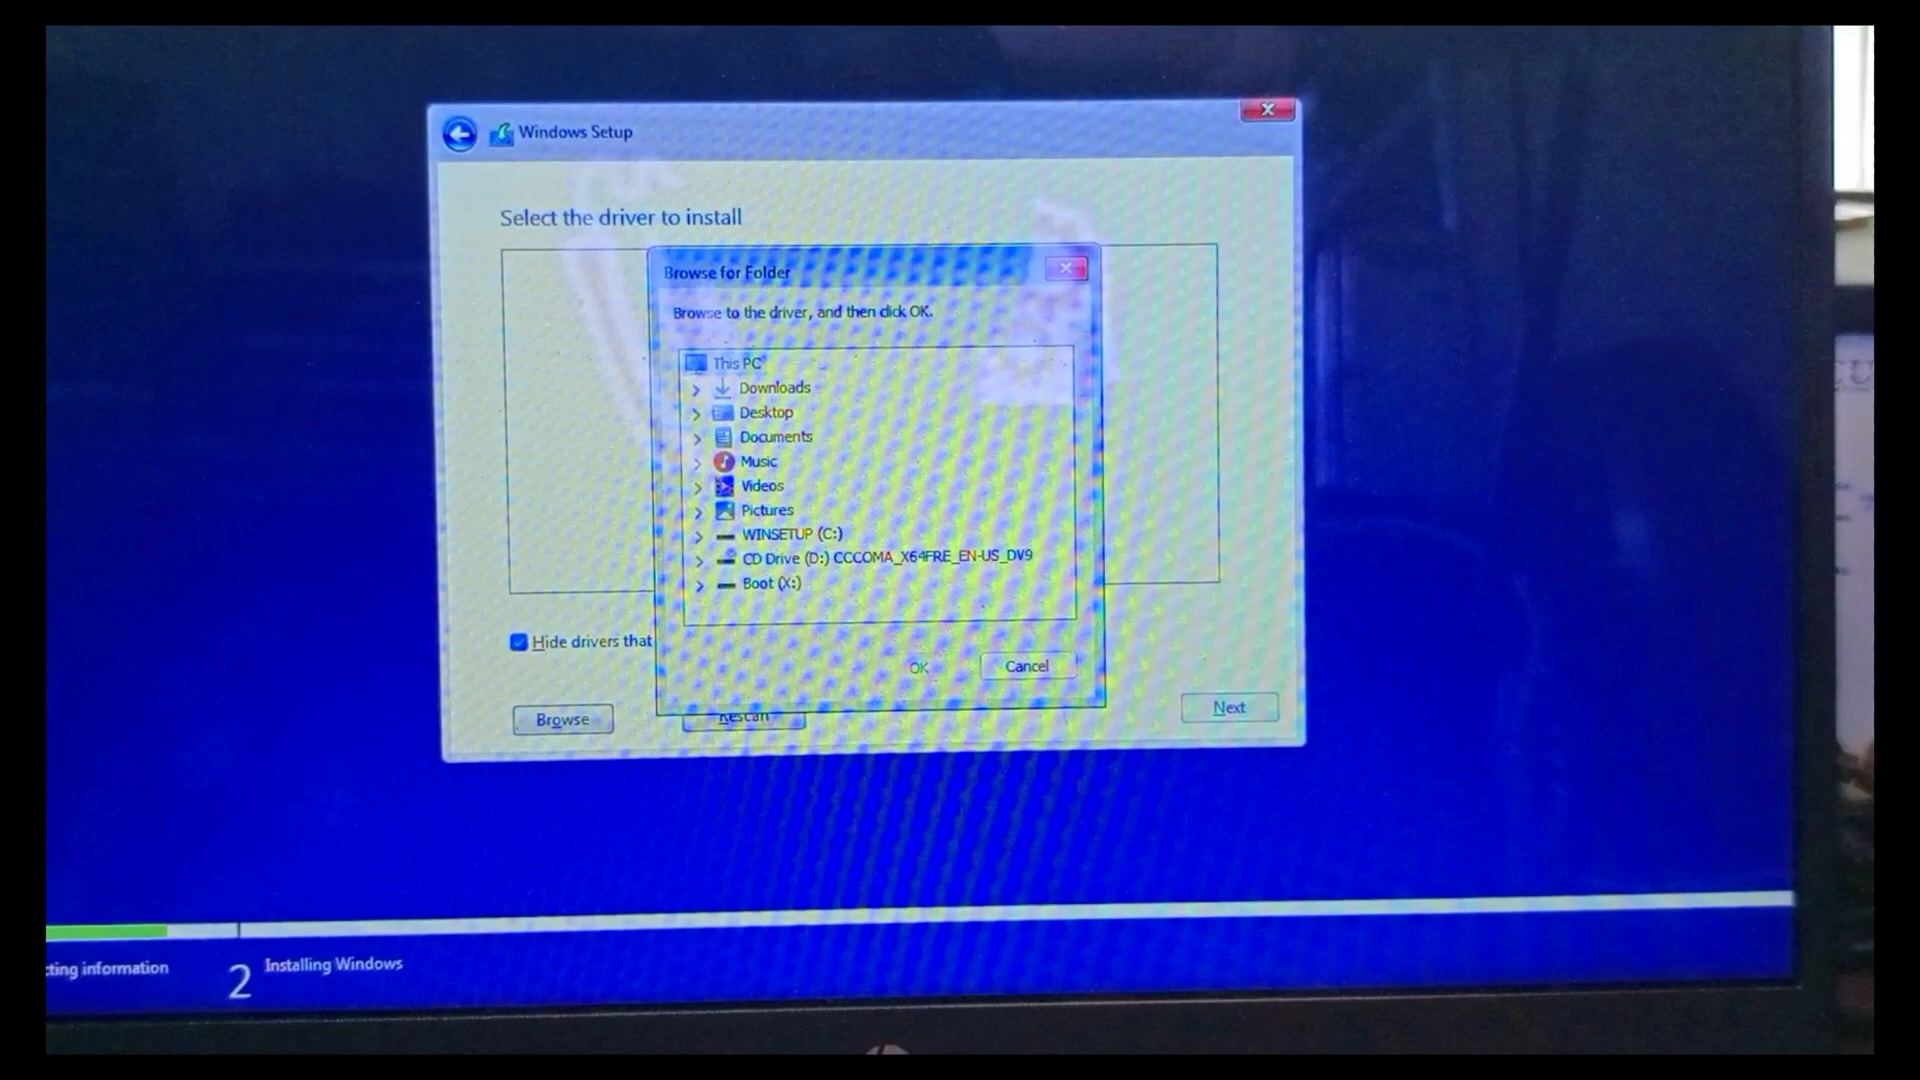 Windows Setup
Select the driver to install
Browse for Folder
Browse to the driver, and then click OK.
This PC
Downloads
Desktop
Documents
Music
Videos
Pictures
WINSETUP (C:)
CD Drive (D:) CCCOMA_X64FRE_EN-US_DV9
Boot (X:)
Hide drivers that
OK
Cancel
Browse
Rescan
Next
cting information
2
Installing Windows